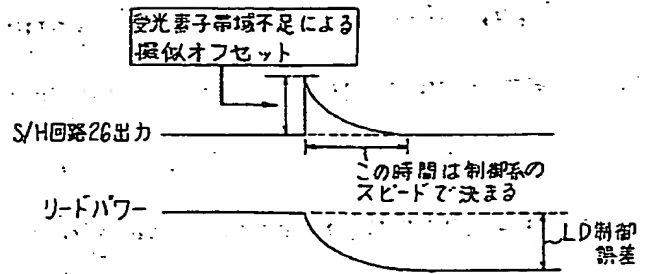 受光素子帯域不足による
擬似オフセット
S/H回路26出力
この時間は制御系の
スピードで決まる
リードパワー
LD制御
誤差